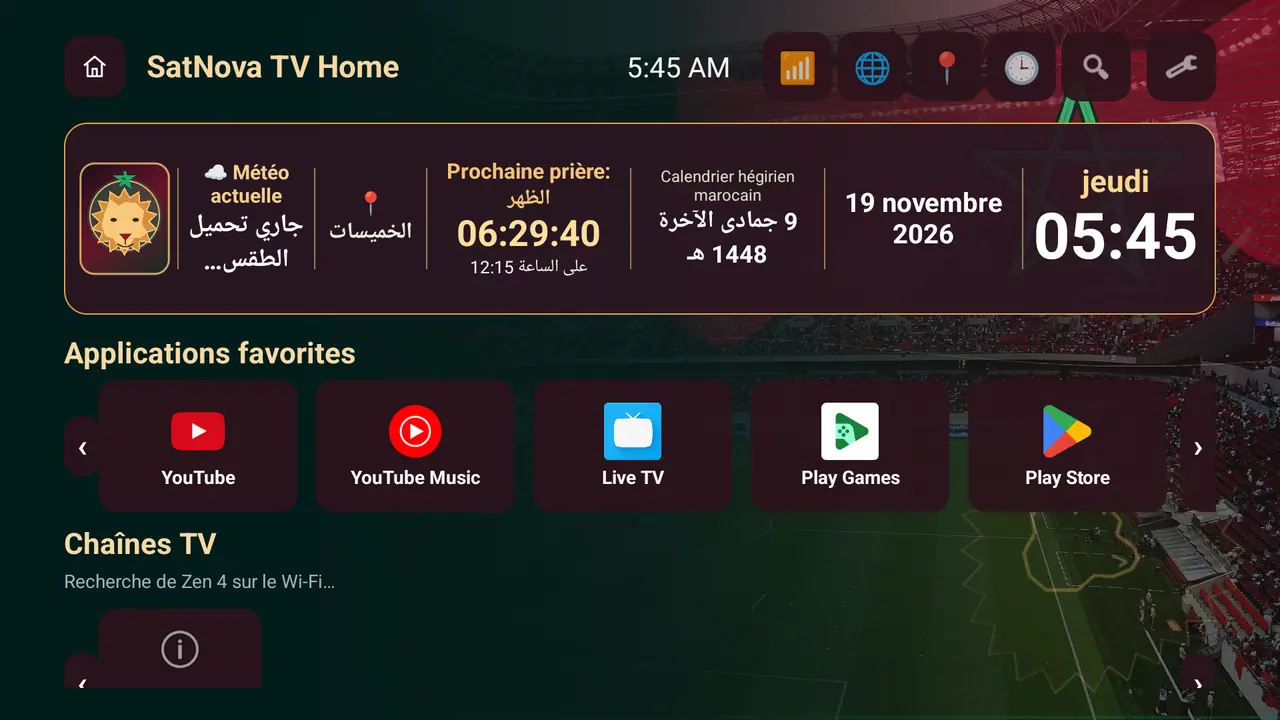 SatNova TV Home
5:45 AM
☁️ Météo
actuelle
جاري تحميل
الطقس...
الخميسات
Prochaine prière:
الظهر
06:29:40
على الساعة 12:15
Calendrier hégirien
marocain
9 جمادى الآخرة
1448 هـ
19 novembre
2026
jeudi
05:45
Applications favorites
YouTube
YouTube Music
Live TV
Play Games
Play Store
Chaînes TV
Recherche de Zen 4 sur le Wi-Fi...